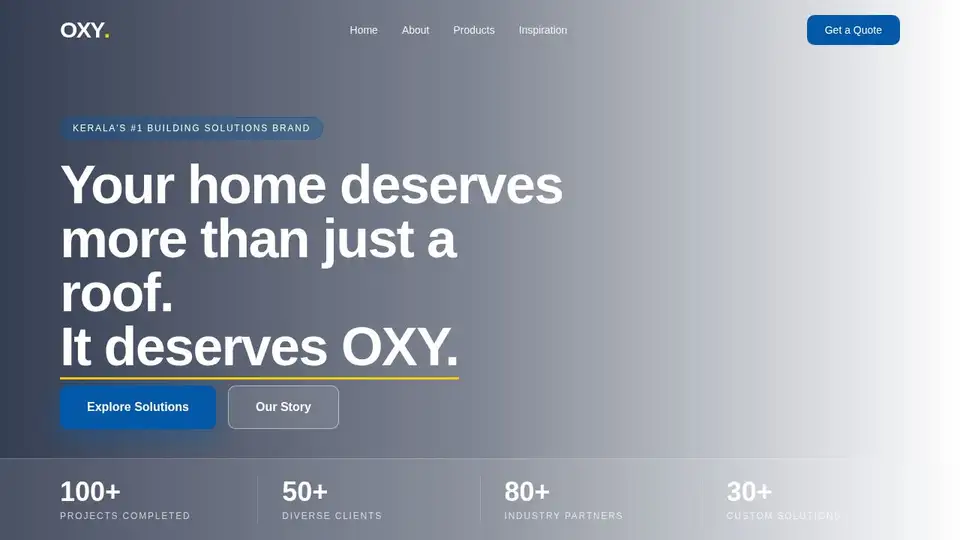 OXY.
Home About Products Inspiration
Get a Quote
KERALA'S #1 BUILDING SOLUTIONS BRAND
Your home deserves
more than just a
roof.
It deserves OXY.
Explore Solutions
Our Story
100+
PROJECTS COMPLETED
50+
DIVERSE CLIENTS
80+
INDUSTRY PARTNERS
30+
CUSTOM SOLUTIONS